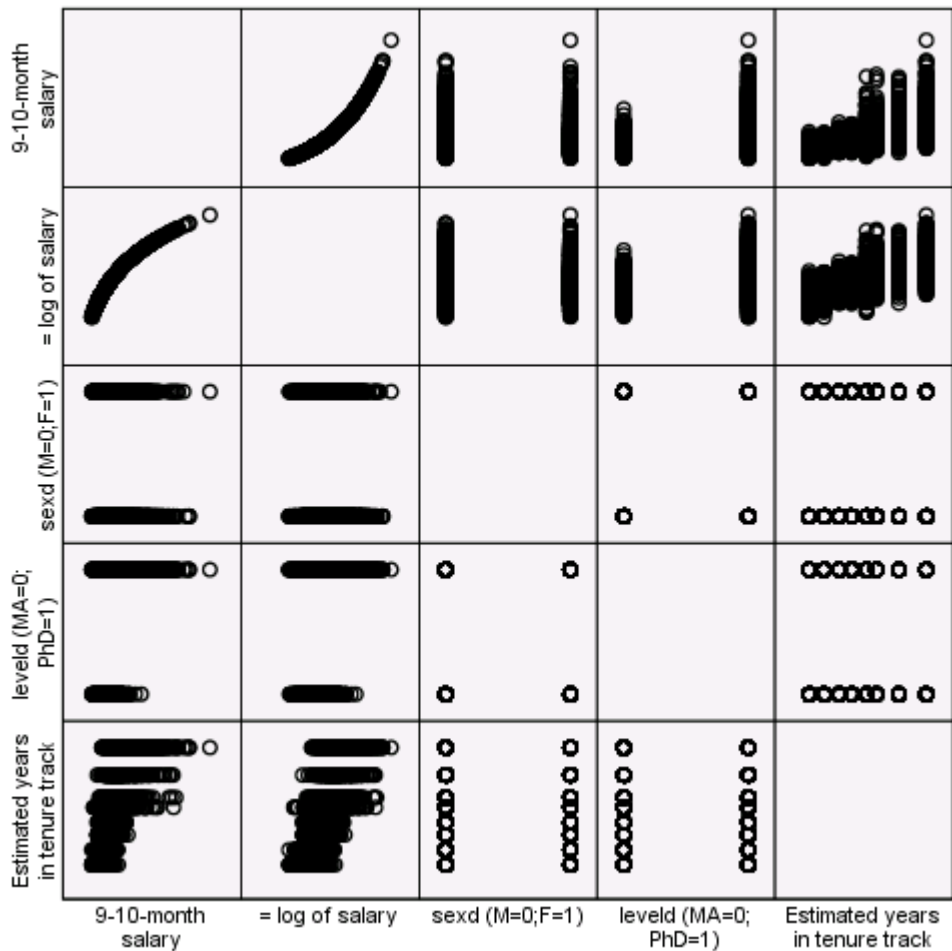 9-10-month
salary
= log of salary
sexd (M=0;F=1)
leveld (MA=0;
PhD=1)
Estimated years
in tenure track
9-10-month
salary
= log of salary
sexd (M=0;F=1)
leveld (MA=0;
PhD=1)
Estimated years
in tenure track